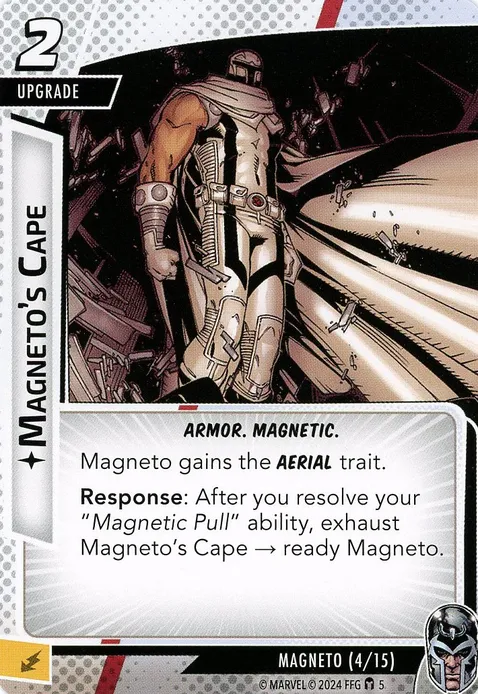 2
UPGRADE
Magneto's Cape
Armor. Magnetic.
Magneto gains the Aerial trait.
Response: After you resolve your
"Magnetic Pull" ability, exhaust
Magneto's Cape → ready Magneto.
MAGNETO (4/15)
© MARVEL © 2024 FFG 5